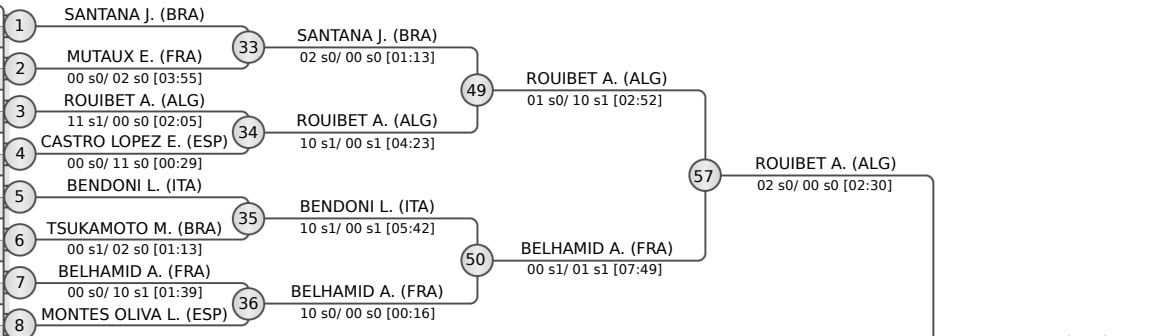 SANTANA J. (BRA)
1
MUTAUX E. (FRA)
2
00 s0/ 02 s0 [03:55]
33
SANTANA J. (BRA)
02 s0/ 00 s0 [01:13]
ROUIBET A. (ALG)
3
11 s1/ 00 s0 [02:05]
34
CASTRO LOPEZ E. (ESP)
4
00 s0/ 11 s0 [00:29]
ROUIBET A. (ALG)
10 s1/ 00 s1 [04:23]
49
ROUIBET A. (ALG)
01 s0/ 10 s1 [02:52]
BENDONI L. (ITA)
5
TSUKAMOTO M. (BRA)
6
00 s1/ 02 s0 [01:13]
35
BENDONI L. (ITA)
10 s1/ 00 s1 [05:42]
BELHAMID A. (FRA)
7
00 s0/ 10 s1 [01:39]
36
MONTES OLIVA L. (ESP)
8
BELHAMID A. (FRA)
10 s0/ 00 s0 [00:16]
50
BELHAMID A. (FRA)
00 s1/ 01 s1 [07:49]
57
ROUIBET A. (ALG)
02 s0/ 00 s0 [02:30]